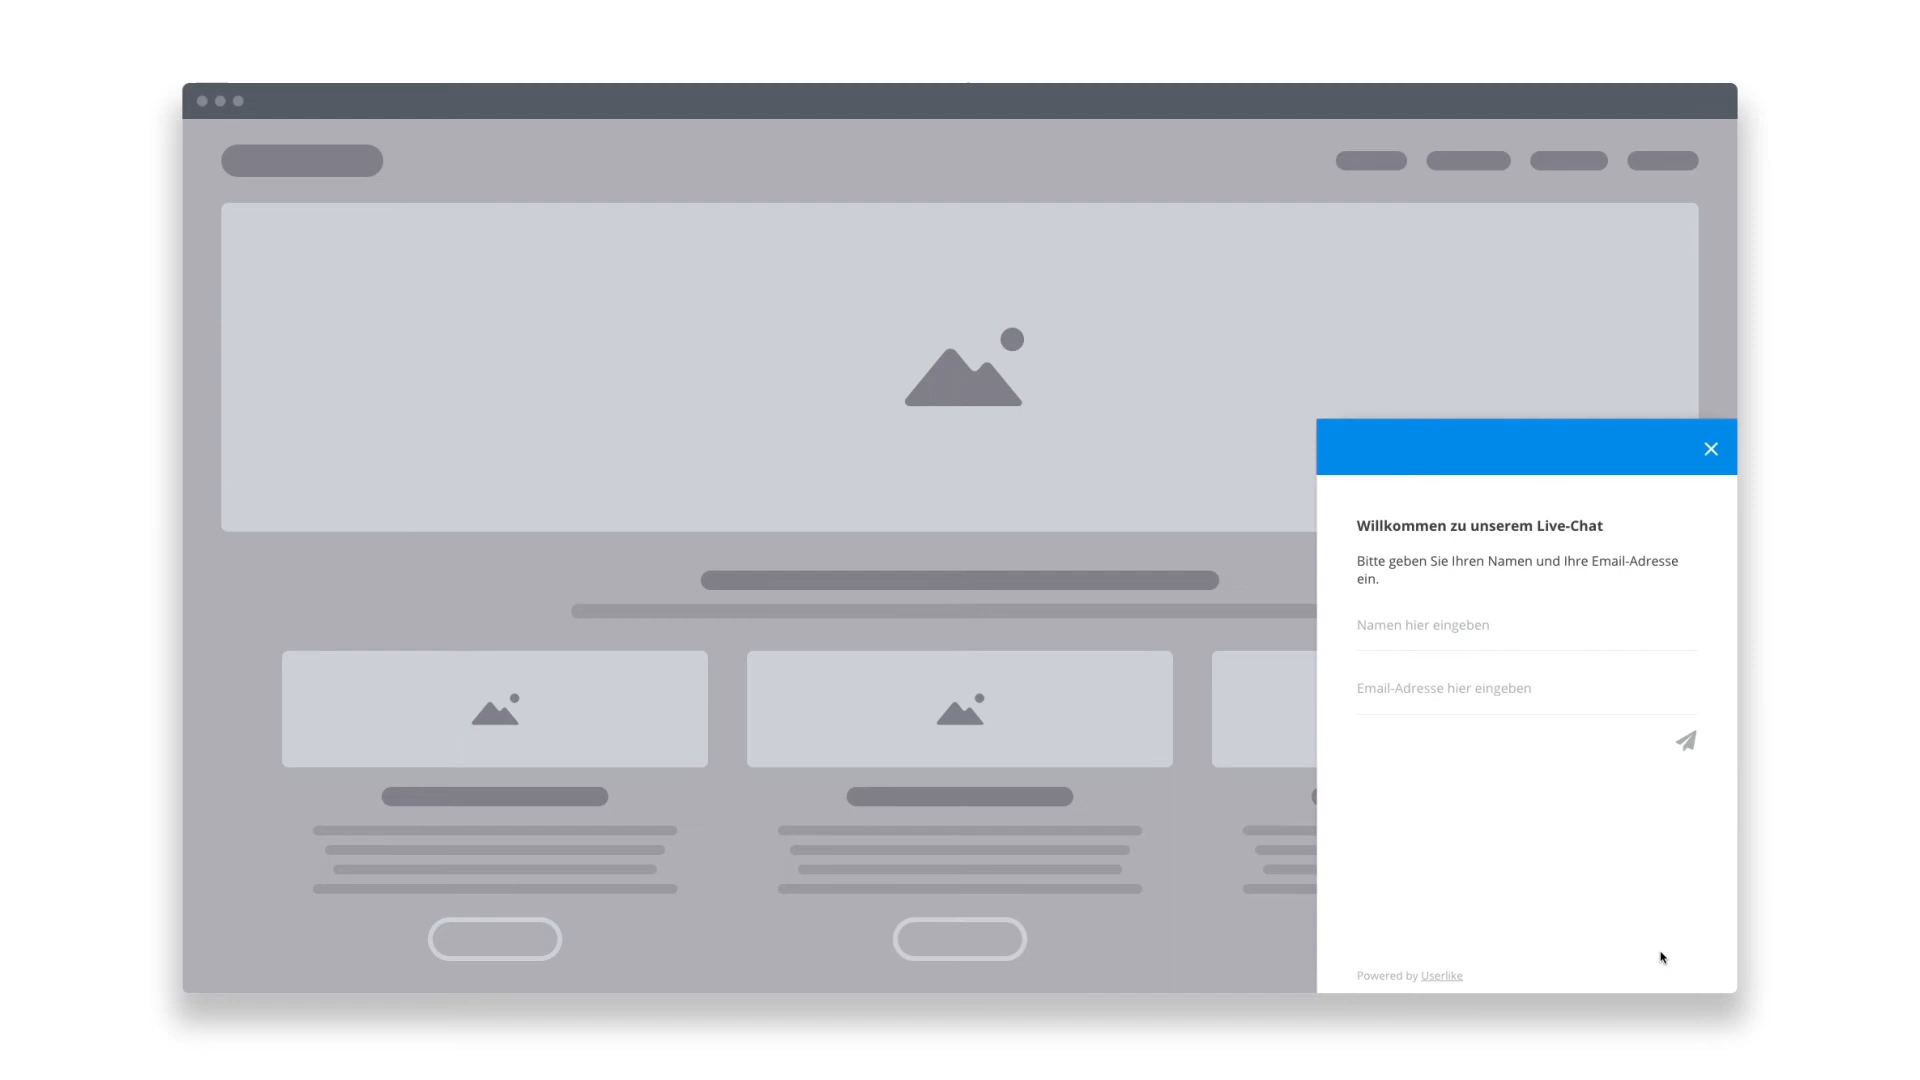 Willkommen zu unserem Live-Chat
Bitte geben Sie Ihren Namen und Ihre Email-Adresse
ein.
Namen hier eingeben
Email-Adresse hier eingeben
Powered by Userlike